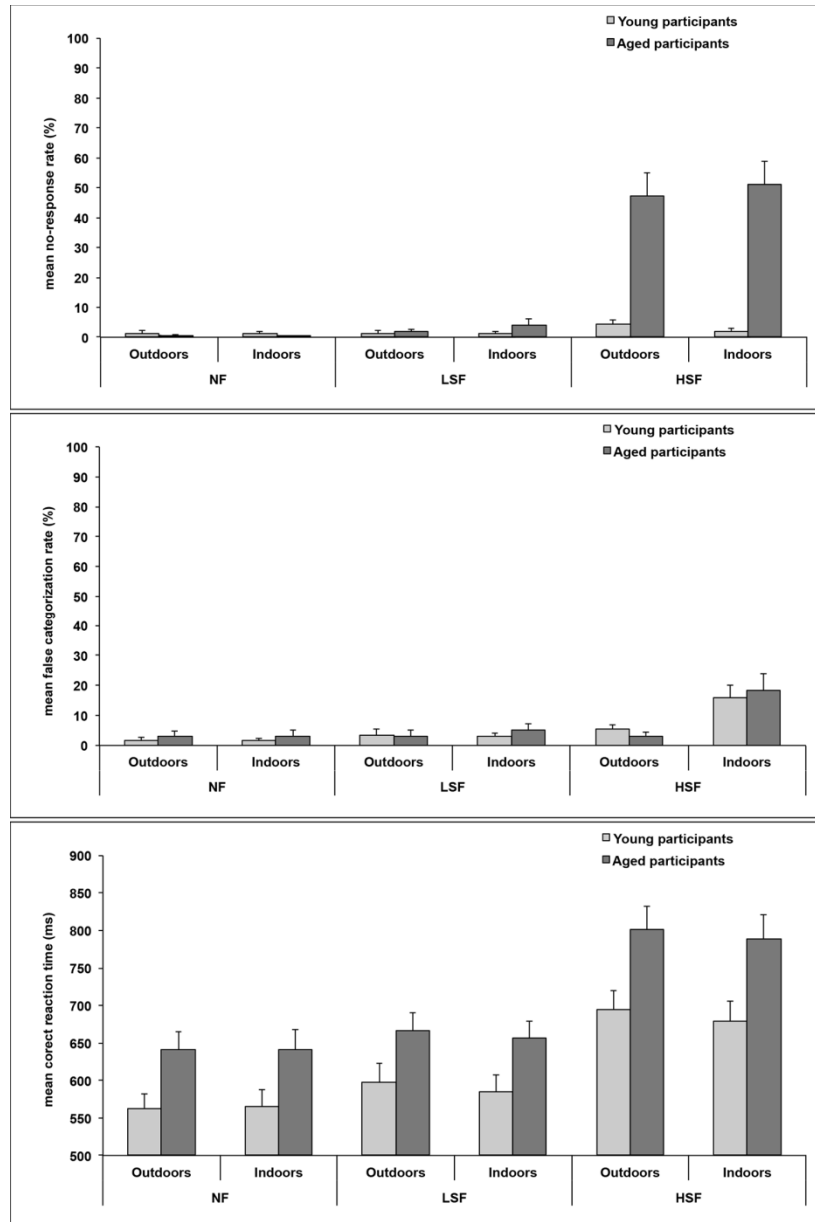 Young participants
Aged participants
mean no-response rate (%)
100
90
80
70
60
50
40
30
20
10
0
Outdoors Indoors Outdoors Indoors Outdoors Indoors
NF LSF HSF
Young participants
Aged participants
mean false categorization rate (%)
100
90
80
70
60
50
40
30
20
10
0
Outdoors Indoors Outdoors Indoors Outdoors Indoors
NF LSF HSF
Young participants
Aged participants
mean corect reaction time (ms)
900
850
800
750
700
650
600
550
500
Outdoors Indoors Outdoors Indoors Outdoors Indoors
NF LSF HSF